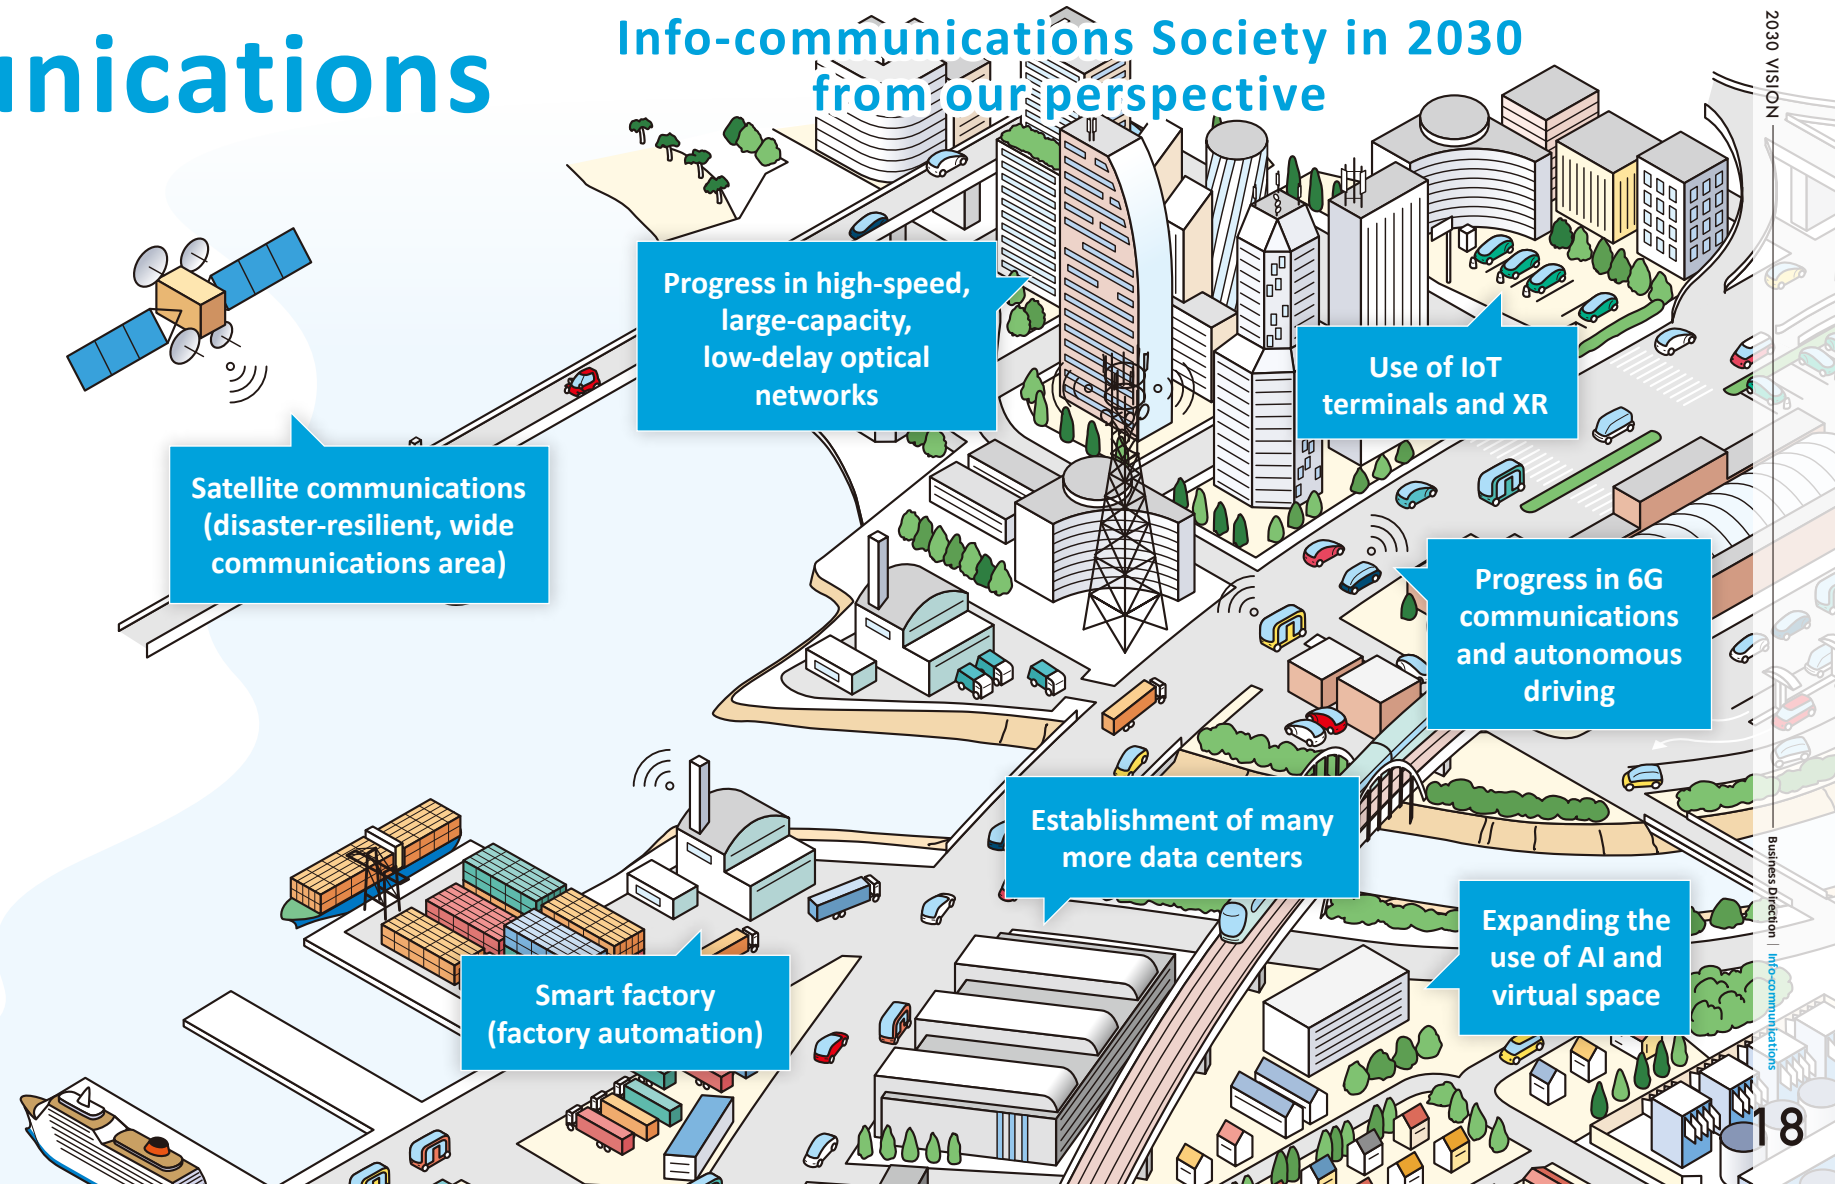 unications
Info-communications Society in 2030
from our perspective
Progress in high-speed,
large-capacity,
low-delay optical
networks
Use of IoT
terminals and XR
Satellite communications
(disaster-resilient, wide
communications area)
Progress in 6G
communications
and autonomous
driving
Establishment of many
more data centers
Expanding the
use of AI and
virtual space
Smart factory
(factory automation)
2030 VISION
Business Direction | Info-communications
18